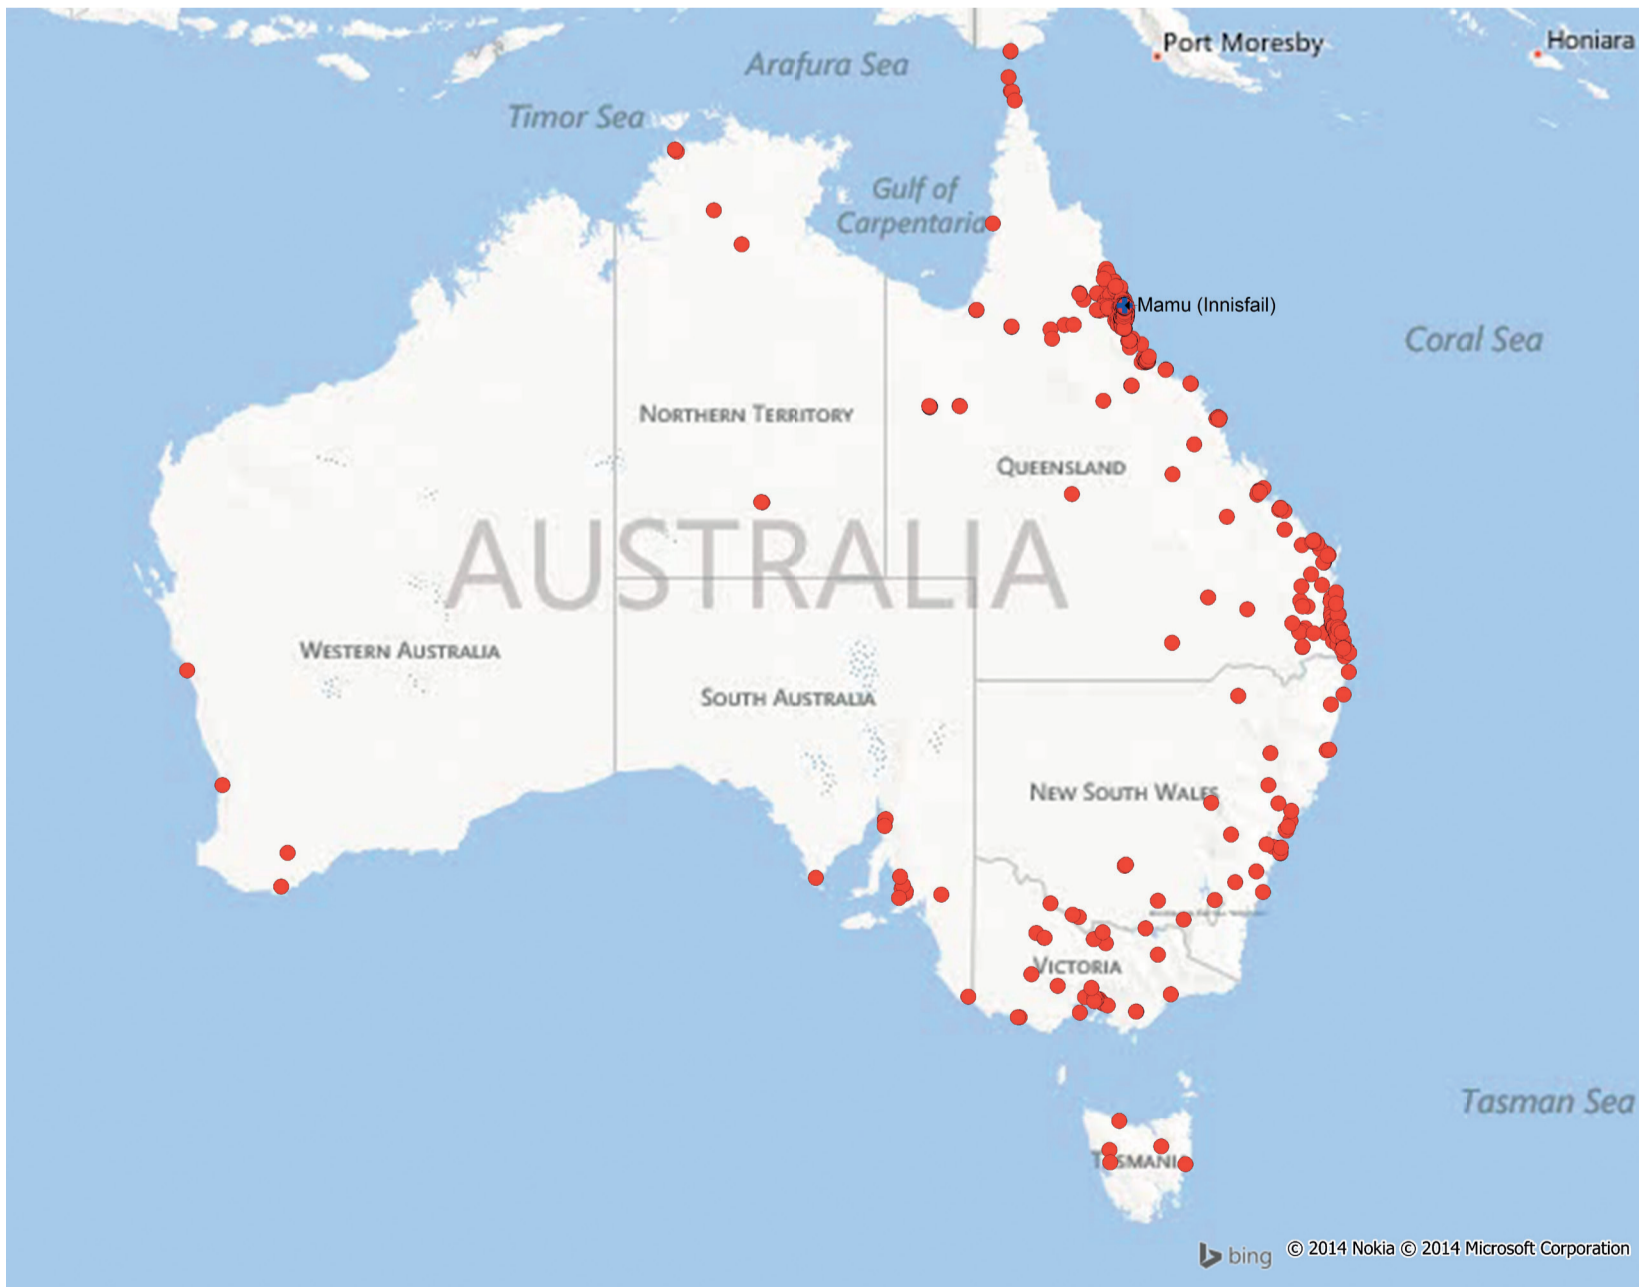 Port Moresby
Honiara
Arafura Sea
Timor Sea
Gulf of
Carpentaria
Mamu (Innisfail)
Coral Sea
NORTHERN TERRITORY
QUEENSLAND
AUSTRALIA
WESTERN AUSTRALIA
SOUTH AUSTRALIA
NEW SOUTH WALES
VICTORIA
Tasman Sea
TASMANIA
bing © 2014 Nokia © 2014 Microsoft Corporation